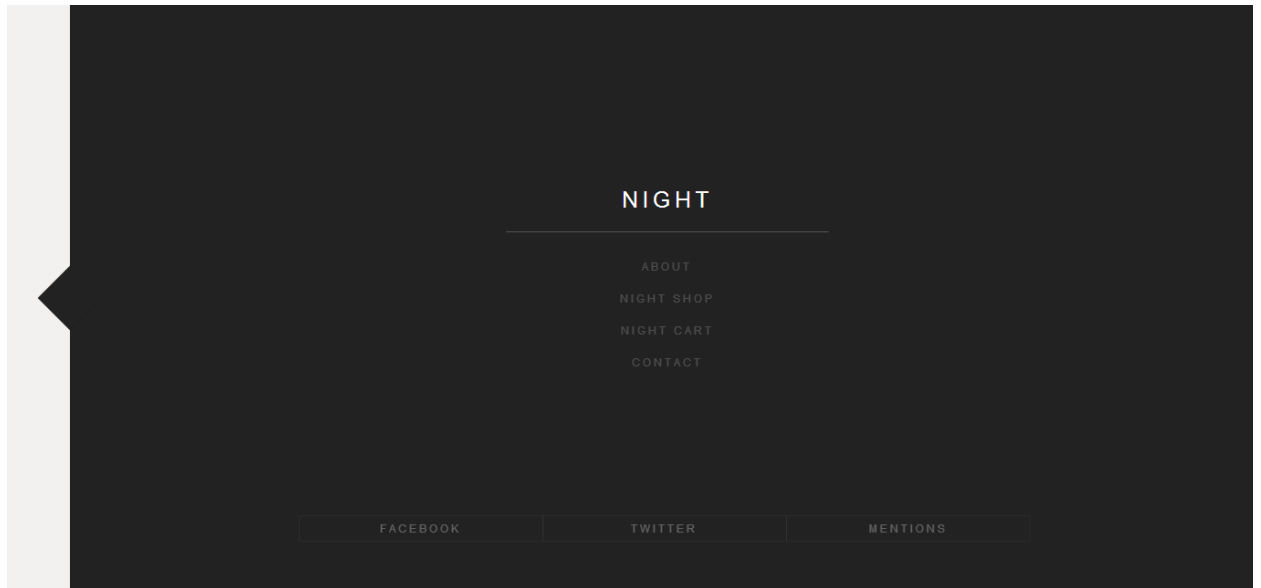 NIGHT
ABOUT
NIGHT SHOP
NIGHT CART
CONTACT
FACEBOOK TWITTER MENTIONS